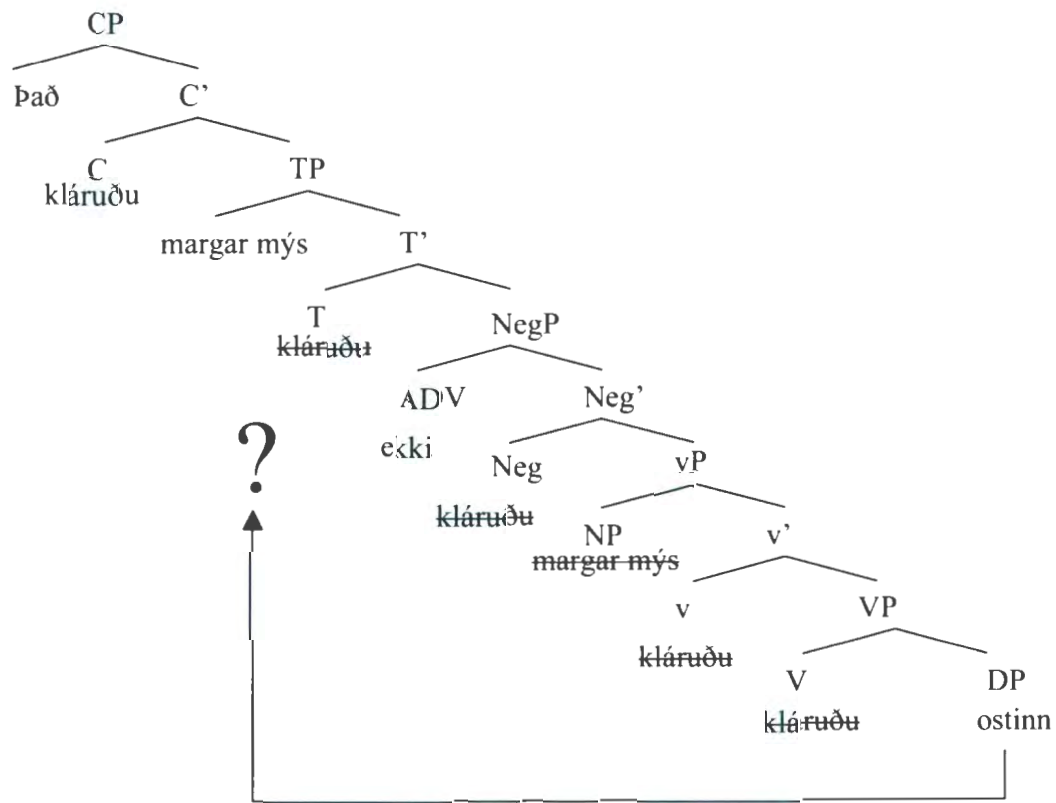 CP
Það C’
C TP
kláruðu
margar mýs T’
T NegP
kláruðu
ADV Neg’
ekki Neg vP
?
kláruðu NP v’
margar mýs
v VP
kláruðu V DP
kláruðu ostinn